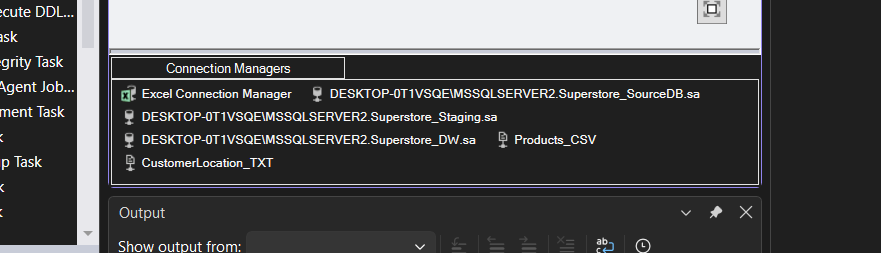 ecute DDL...
ask
egrity Task
Agent Job...
ment Task
k
up Task
k
k
Connection Managers
Excel Connection Manager DESKTOP-0T1VSQE\MSSQLSERVER2.Superstore_SourceDB.sa
DESKTOP-0T1VSQE\MSSQLSERVER2.Superstore_Staging.sa
DESKTOP-0T1VSQE\MSSQLSERVER2.Superstore_DW.sa Products_CSV
CustomerLocation_TXT
Output
Show output from: